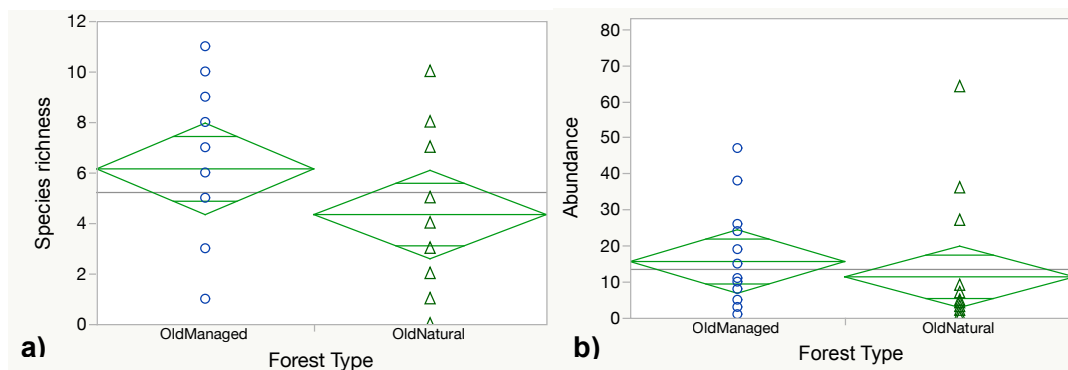 12
10
8
6
4
2
0
Species richness
OldManaged OldNatural
Forest Type
a)
80
70
60
50
40
30
20
10
0
Abundance
OldManaged OldNatural
Forest Type
b)